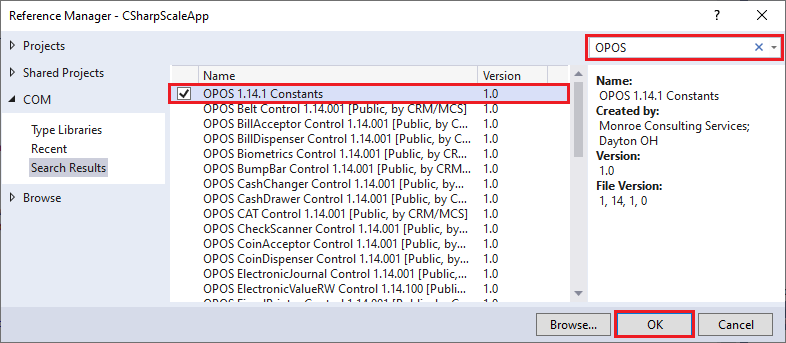 Reference Manager - CSharpScaleApp
Projects
Shared Projects
COM
Type Libraries
Recent
Search Results
Browse
Name Version
OPOS 1.14.1 Constants 1.0
OPOS Belt Control 1.14.001 [Public, by CRM/MCS] 1.0
OPOS BillAcceptor Control 1.14.001 [Public, by C... 1.0
OPOS BillDispenser Control 1.14.001 [Public, by ... 1.0
OPOS Biometrics Control 1.14.001 [Public, by CR... 1.0
OPOS BumpBar Control 1.14.001 [Public, by CR... 1.0
OPOS CashChanger Control 1.14.001 [Public, by ... 1.0
OPOS CashDrawer Control 1.14.001 [Public, by C... 1.0
OPOS CAT Control 1.14.001 [Public, by CRM/MCS] 1.0
OPOS CheckScanner Control 1.14.001 [Public, by... 1.0
OPOS CoinAcceptor Control 1.14.001 [Public, by ... 1.0
OPOS CoinDispenser Control 1.14.001 [Public, by... 1.0
OPOS ElectronicJournal Control 1.14.001 [Public,... 1.0
OPOS ElectronicValueRW Control 1.14.100 [Public... 1.0
OPOS
Name:
OPOS 1.14.1 Constants
Created by:
Monroe Consulting Services;
Dayton OH
Version:
1.0
File Version:
1, 14, 1, 0
Browse... OK Cancel